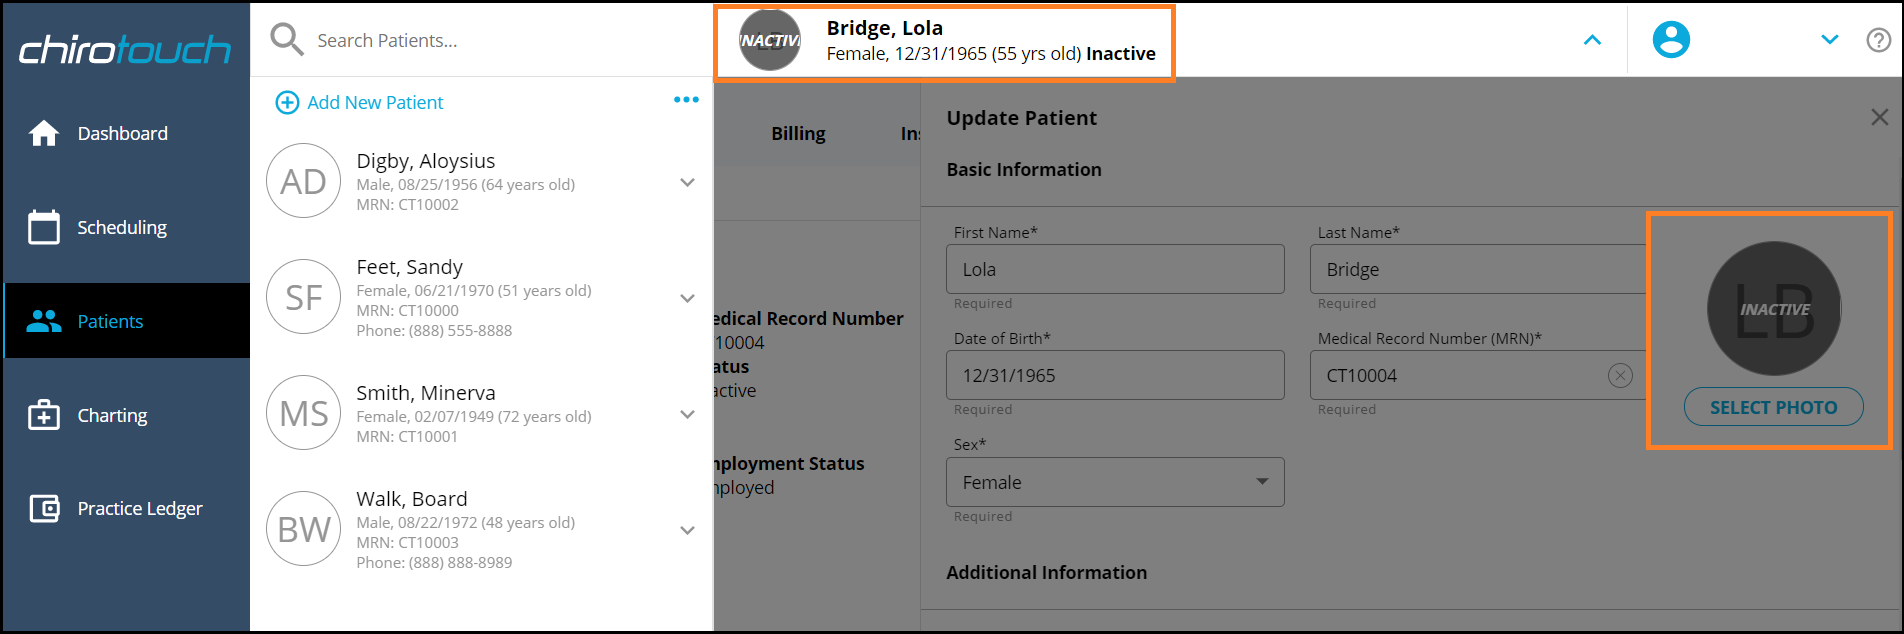 chirotouch
Dashboard
Scheduling
Patients
Charting
Practice Ledger
Search Patients...
Add New Patient
AD
Digby, Aloysius
Male, 08/25/1956 (64 years old)
MRN: CT10002
SF
Feet, Sandy
Female, 06/21/1970 (51 years old)
MRN: CT10000
Phone: (888) 555-8888
MS
Smith, Minerva
Female, 02/07/1949 (72 years old)
MRN: CT10001
BW
Walk, Board
Male, 08/22/1972 (48 years old)
MRN: CT10003
Phone: (888) 888-8989
INACTIVE
LB
Bridge, Lola
Female, 12/31/1965 (55 yrs old) Inactive
?
Billing
Ins
edical Record Number
10004
atus
active
nployment Status
nployed
Update Patient
Basic Information
First Name*
Lola
Required
Last Name*
Bridge
Required
Date of Birth*
12/31/1965
Required
Medical Record Number (MRN)*
CT10004
Required
Sex*
Female
Required
LB
INACTIVE
SELECT PHOTO
Additional Information